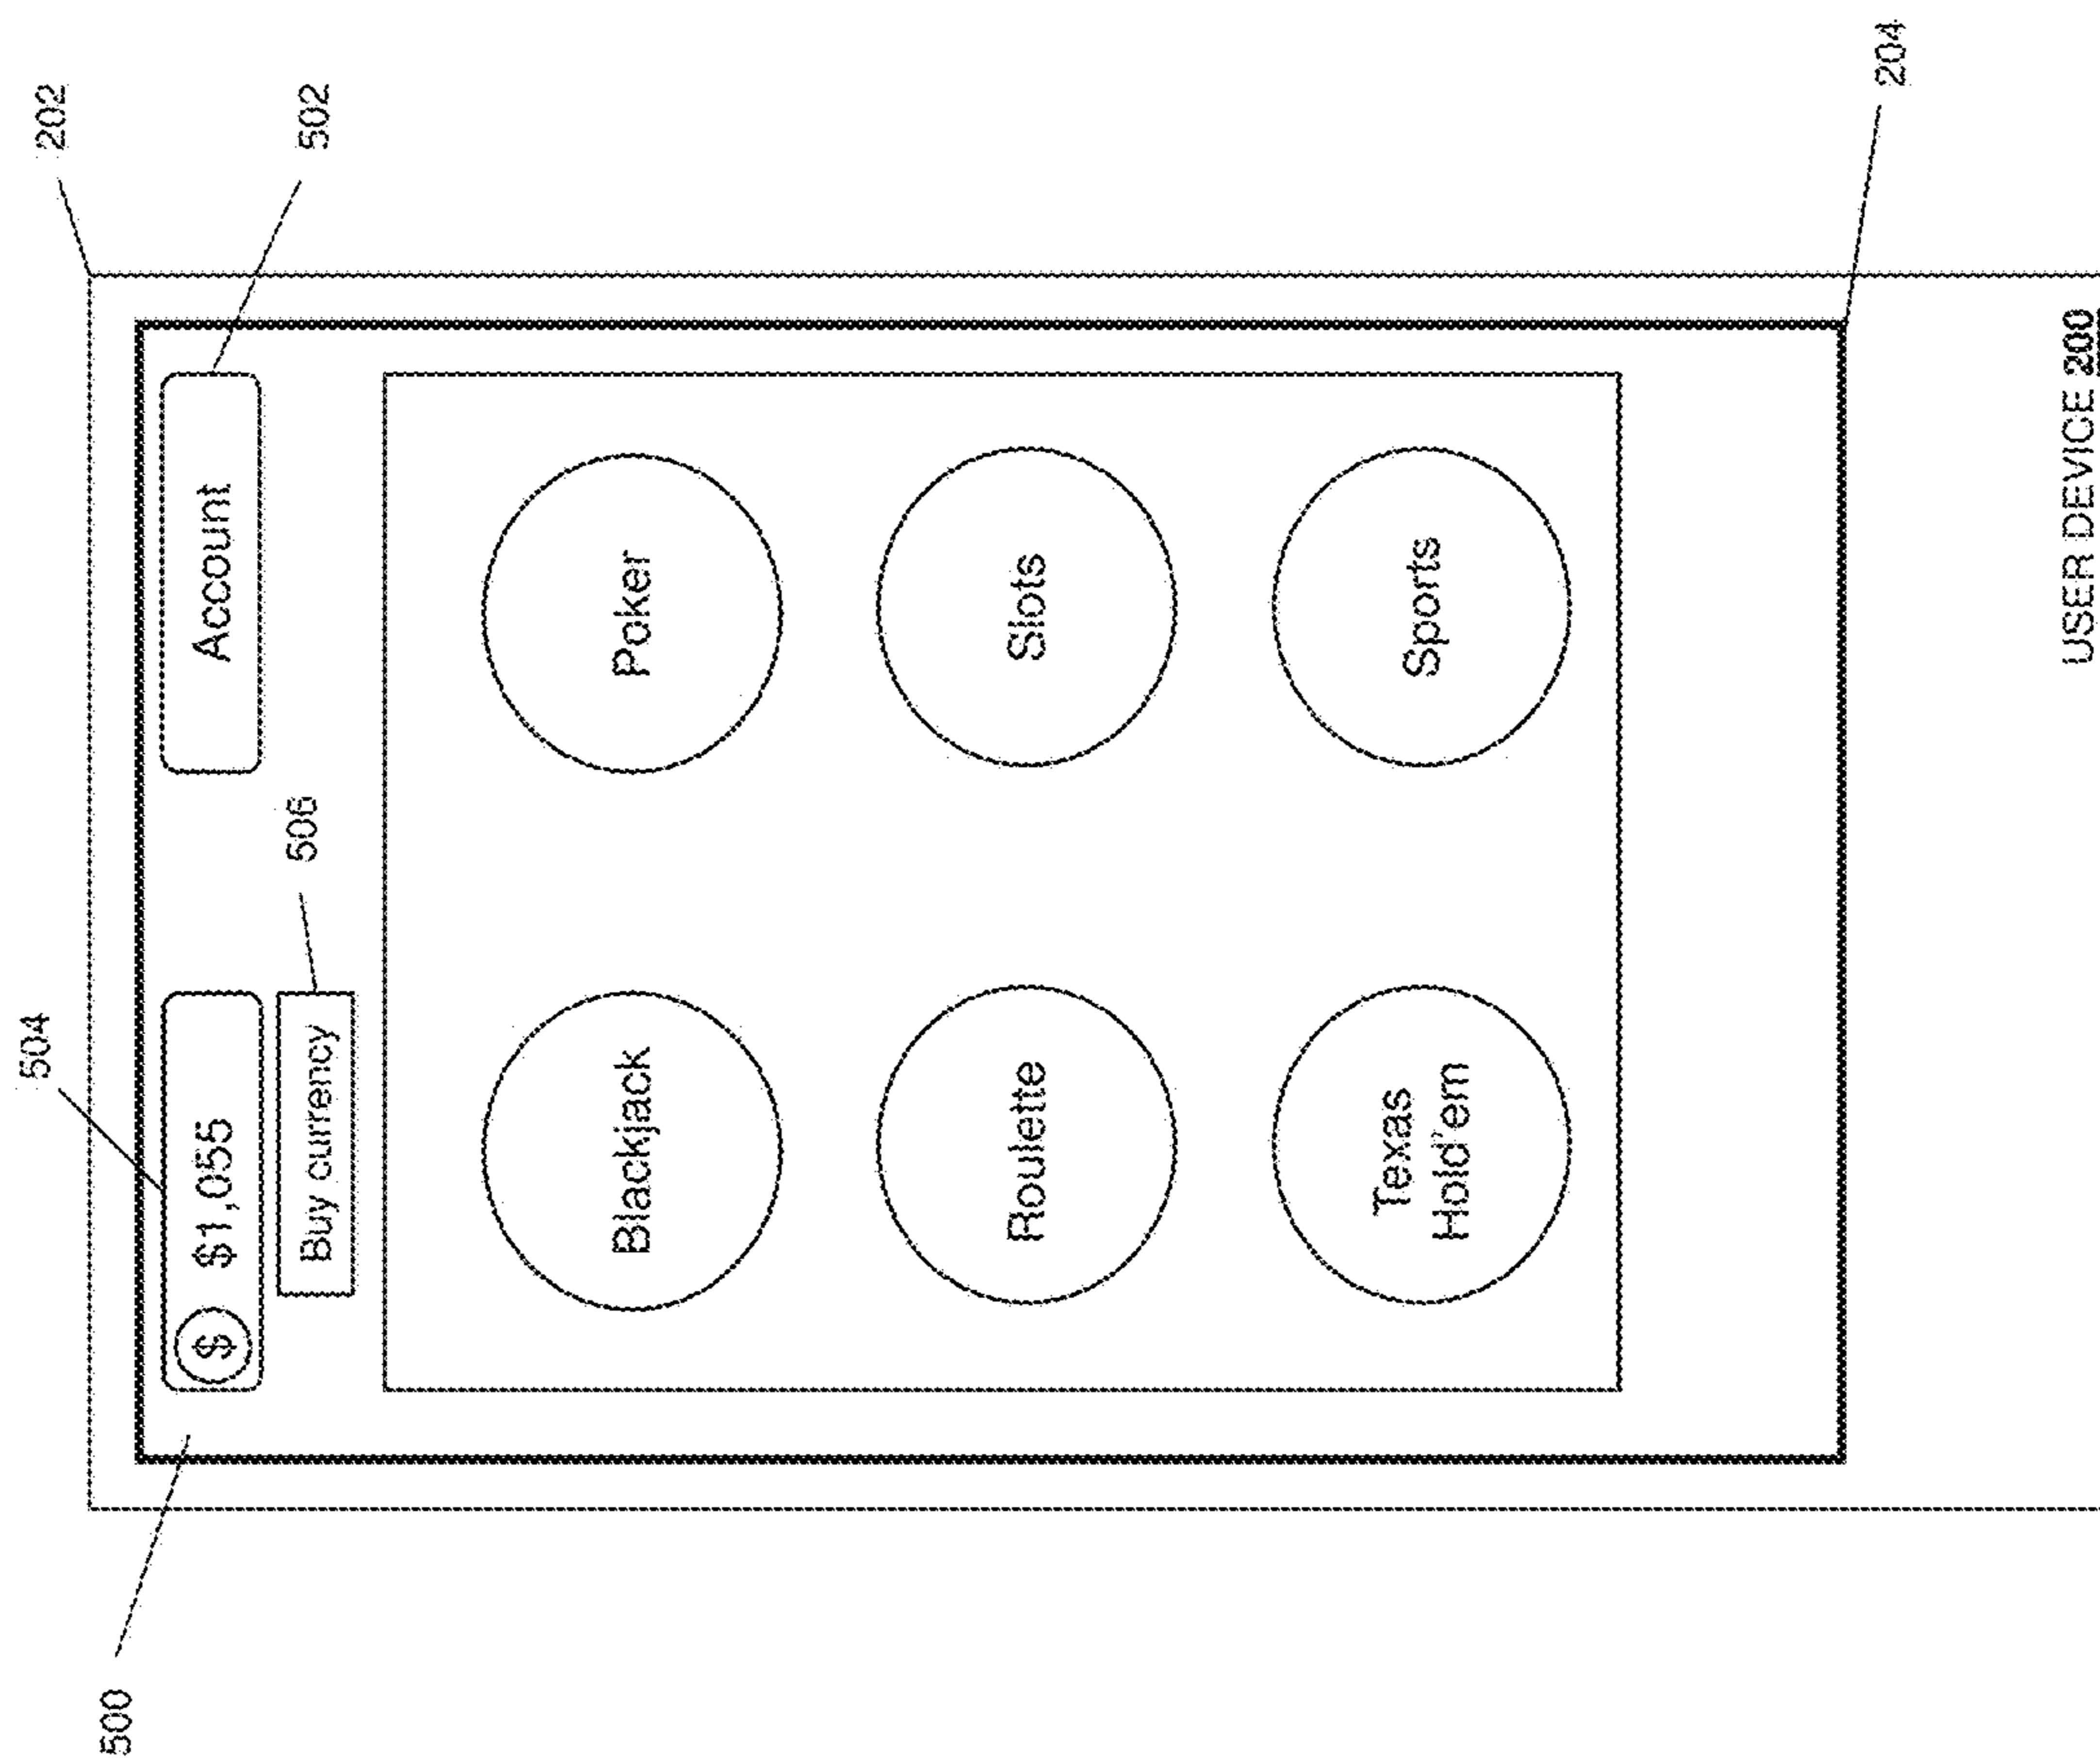 202
504
502
500
$ $1,055
Account
Buy currency
506
Blackjack
Poker
Roulette
Slots
Texas
Hold'em
Sports
204
USER DEVICE 200